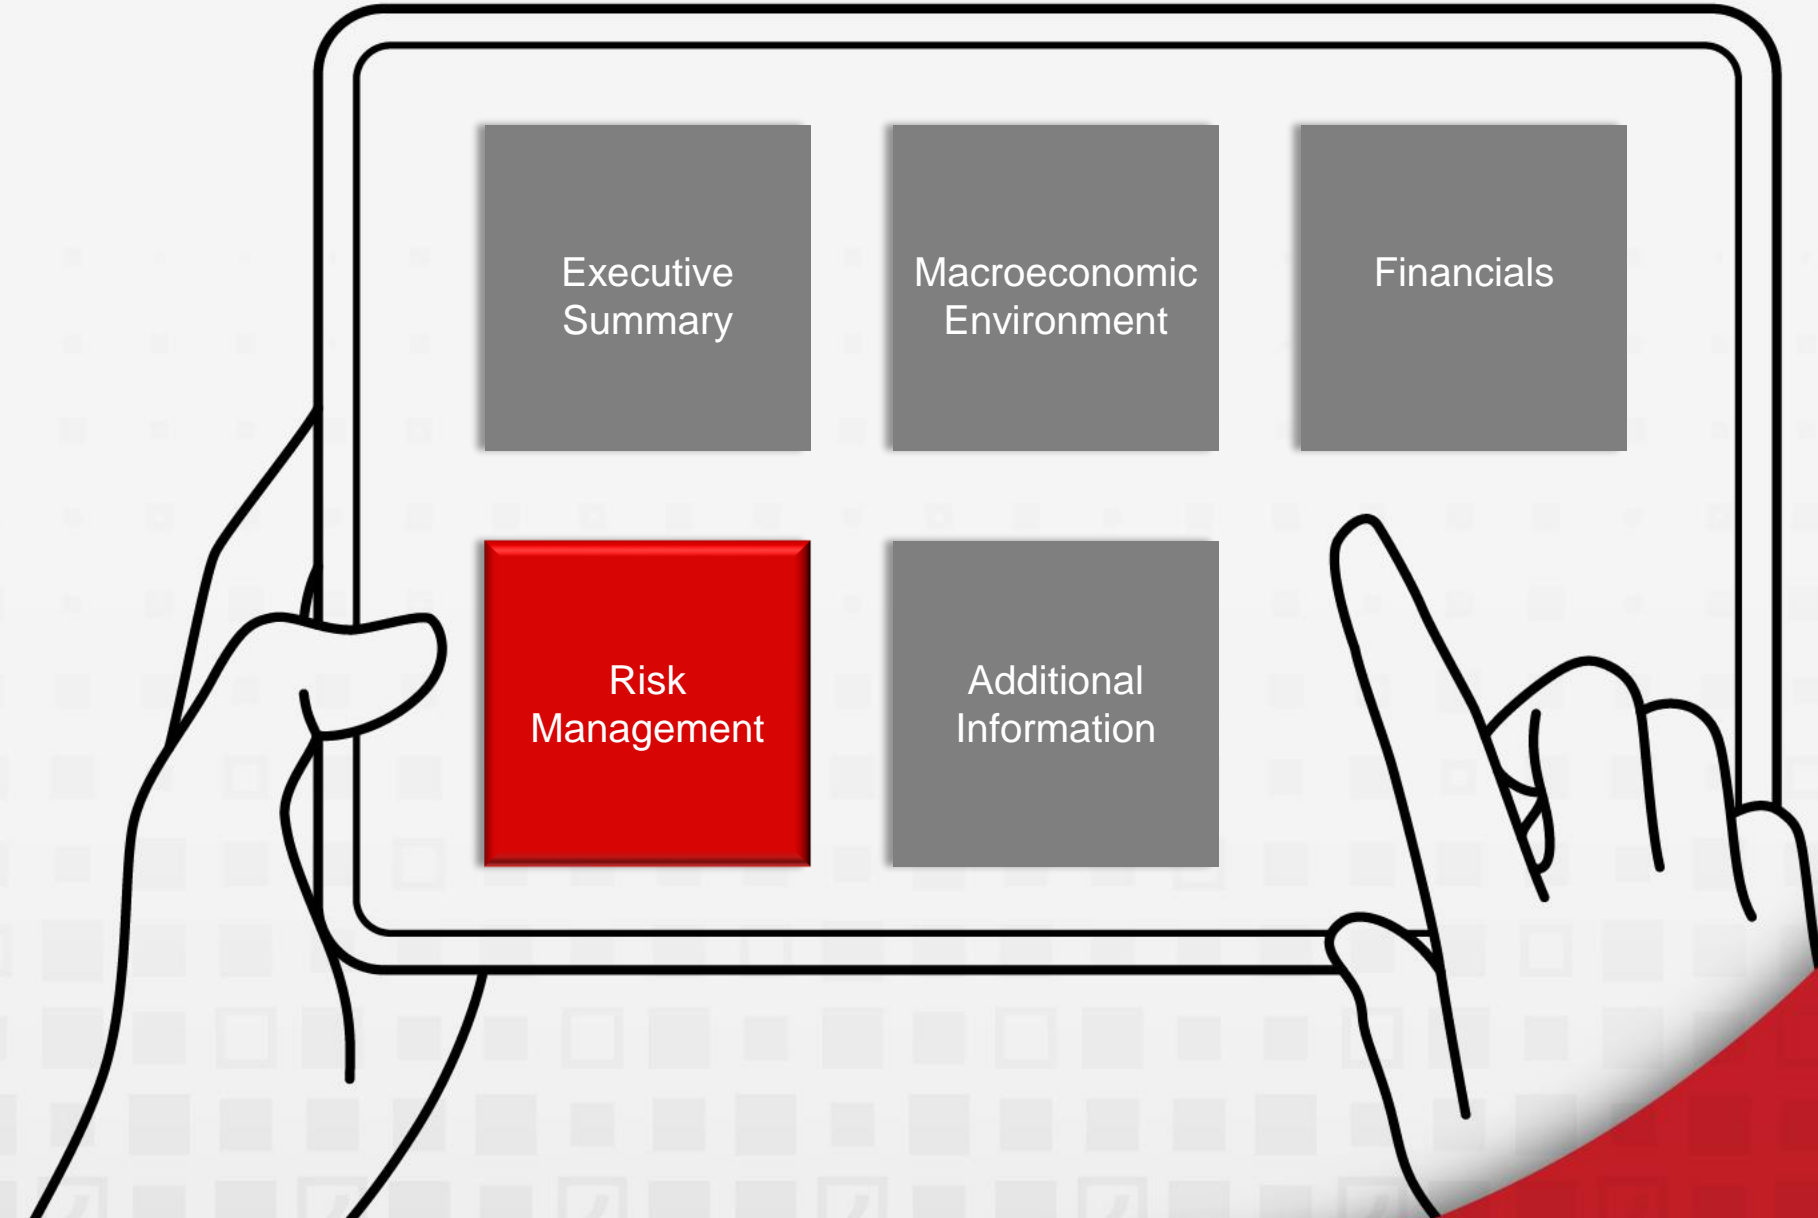 Executive
Summary
Macroeconomic
Environment
Financials
Risk
Management
Additional
Information